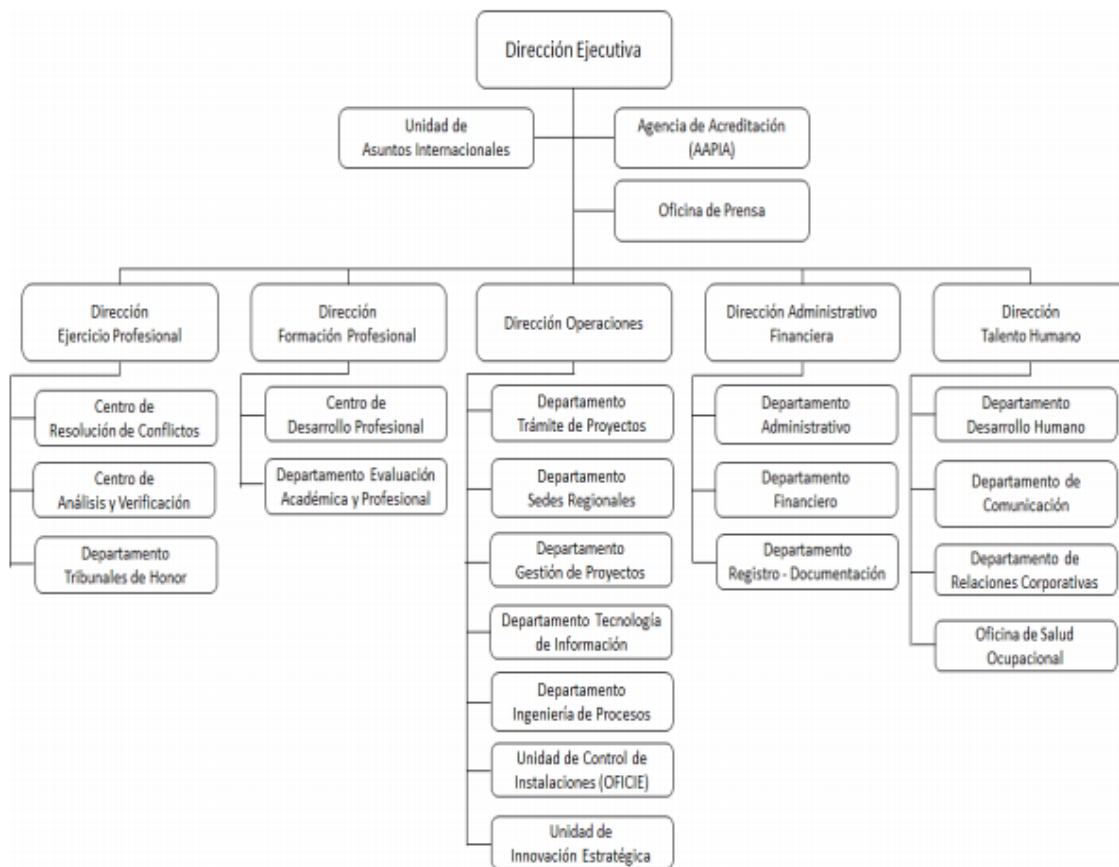 Dirección Ejecutiva
Unidad de
Asuntos Internacionales
Agencia de Acreditación
(AAPIA)
Oficina de Prensa
Dirección
Ejercicio Profesional
Dirección
Formación Profesional
Dirección Operaciones
Dirección Administrativo
Financiera
Dirección
Talento Humano
Centro de
Resolución de Conflictos
Centro de
Análisis y Verificación
Departamento
Tribunales de Honor
Centro de
Desarrollo Profesional
Departamento Evaluación
Académica y Profesional
Departamento
Trámite de Proyectos
Departamento
Sedes Regionales
Departamento
Gestión de Proyectos
Departamento Tecnología
de Información
Departamento
Ingeniería de Procesos
Unidad de Control de
Instalaciones (OFICIE)
Unidad de
Innovación Estratégica
Departamento
Administrativo
Departamento
Financiero
Departamento
Registro - Documentación
Departamento
Desarrollo Humano
Departamento de
Comunicación
Departamento de
Relaciones Corporativas
Oficina de Salud
Ocupacional